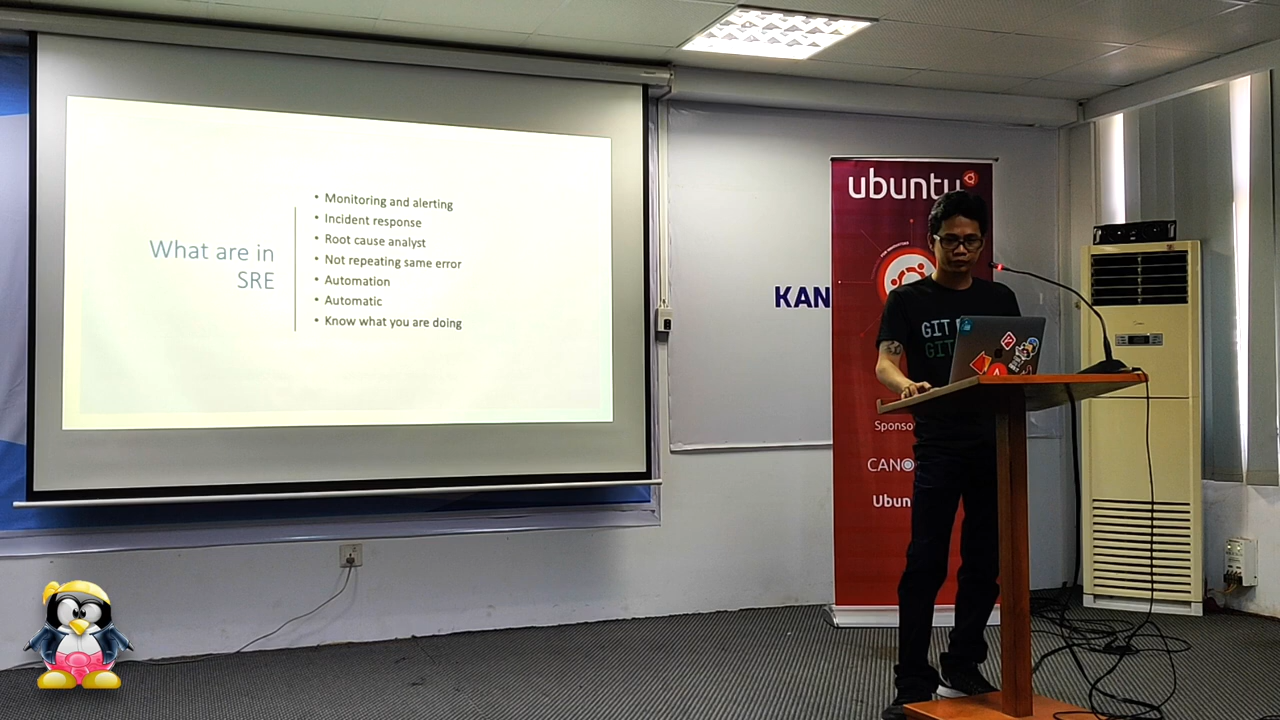 What are in
SRE
• Monitoring and alerting
• Incident response
• Root cause analyst
• Not repeating same error
• Automation
• Automatic
• Know what you are doing
KAN
ubuntu
GIT
GIT
Sponso
CANO
Ubun